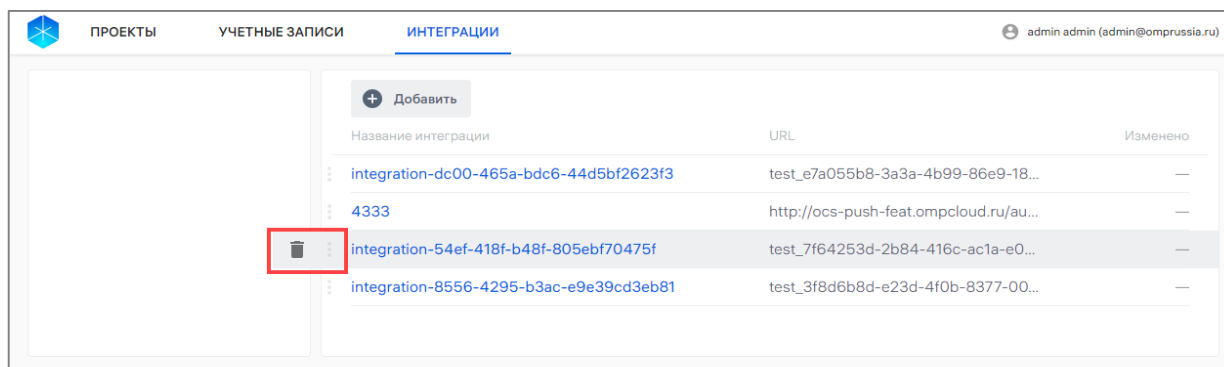 ПРОЕКТЫ УЧЕТНЫЕ ЗАПИСИ ИНТЕГРАЦИИ admin admin (admin@omprussia.ru)
Добавить
Название интеграции URL Изменено
integration-dc00-465a-bdc6-44d5bf2623f3 test_e7a055b8-3a3a-4b99-86e9-18... —
4333 http://ocs-push-feat.ompcloud.ru/au... —
integration-54ef-418f-b48f-805ebf70475f test_7f64253d-2b84-416c-ac1a-e0... —
integration-8556-4295-b3ac-e9e39cd3eb81 test_3f8d6b8d-e23d-4f0b-8377-00... —